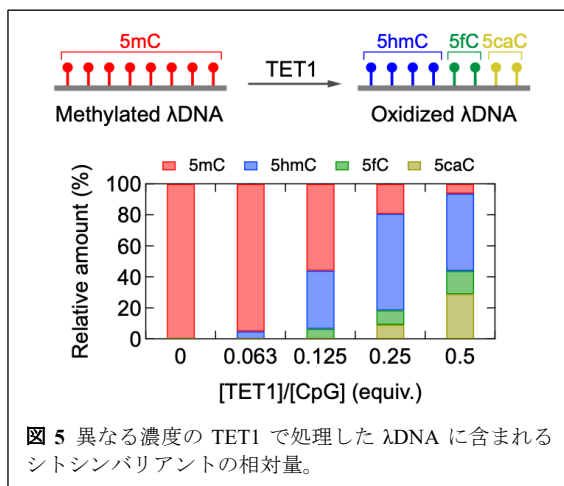 5mC
5hmC 5fC 5caC
TET1
Methylated λDNA
Oxidized λDNA
5mC 5hmC 5fC 5caC
Relative amount (%)
100
80
60
40
20
0
0 0.063 0.125 0.25 0.5
[TET1]/[CpG] (equiv.)
図 5 異なる濃度の TET1 で処理した λDNA に含まれる
シトシンバリアントの相対量。